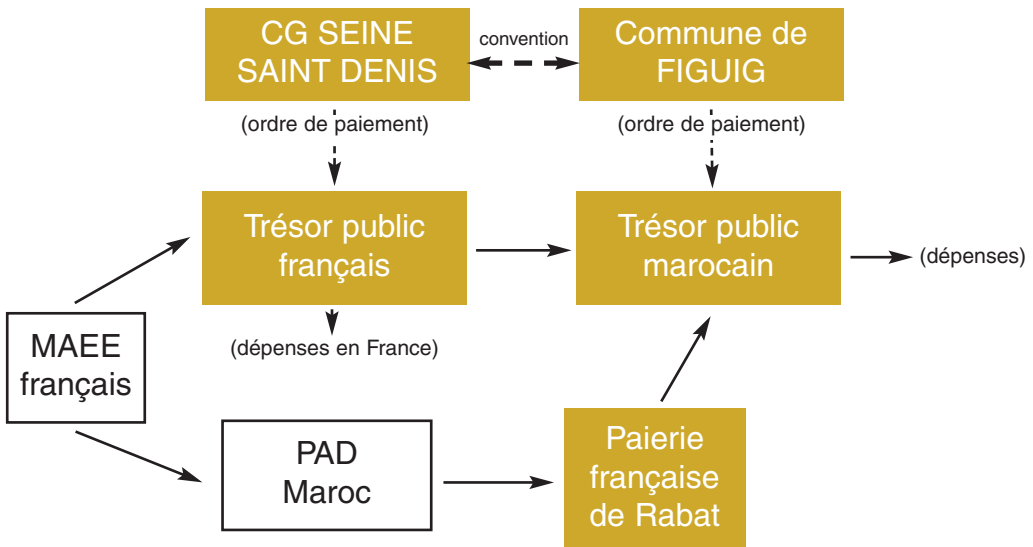 CG SEINE
SAINT DENIS
convention
Commune de
FIGUIG
(ordre de paiement)
(ordre de paiement)
Trésor public
français
Trésor public
marocain
(dépenses)
(dépenses en France)
MAEE
français
PAD
Maroc
Paierie
française
de Rabat